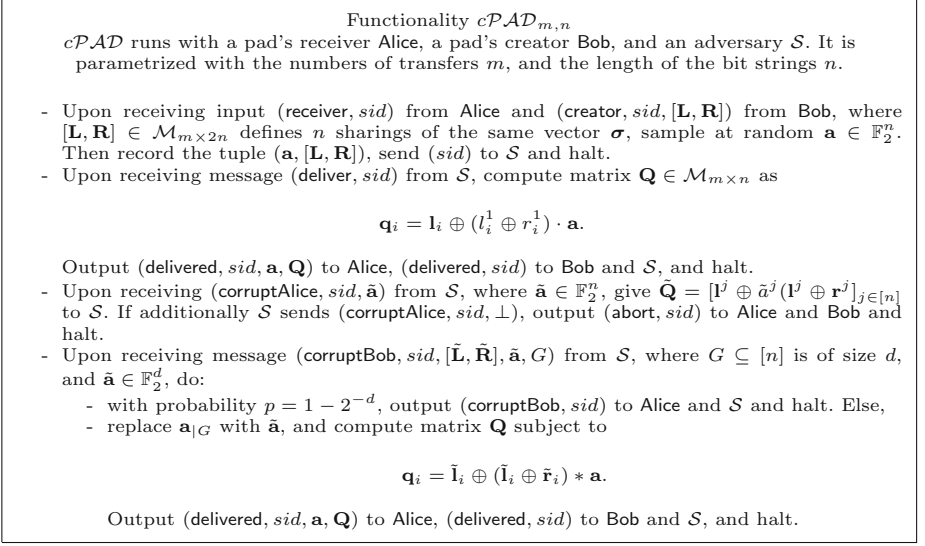 Functionality cPAD_{m,n}
cPAD runs with a pad's receiver Alice, a pad's creator Bob, and an adversary S. It is
parametrized with the numbers of transfers m, and the length of the bit strings n.
- Upon receiving input (receiver, sid) from Alice and (creator, sid, [L, R]) from Bob, where
[L, R] ∈ M_{m×2n} defines n sharings of the same vector σ, sample at random a ∈ F_2^n.
Then record the tuple (a, [L, R]), send (sid) to S and halt.
- Upon receiving message (deliver, sid) from S, compute matrix Q ∈ M_{m×n} as
q_i = l_i ⊕ (l_i^1 ⊕ r_i^1) · a.
Output (delivered, sid, a, Q) to Alice, (delivered, sid) to Bob and S, and halt.
- Upon receiving (corruptAlice, sid, ã) from S, where ã ∈ F_2^n, give Q̃ = [l^j ⊕ ã^j(l^j ⊕ r^j]_{j∈[n]}
to S. If additionally S sends (corruptAlice, sid, ⊥), output (abort, sid) to Alice and Bob and
halt.
- Upon receiving message (corruptBob, sid, [L̃, R̃], ã, G) from S, where G ⊆ [n] is of size d,
and ã ∈ F_2^d, do:
- with probability p = 1 − 2^{−d}, output (corruptBob, sid) to Alice and S and halt. Else,
- replace a_{|G} with ã, and compute matrix Q subject to
q_i = l̃_i ⊕ (l̃_i ⊕ r̃_i) ∗ a.
Output (delivered, sid, a, Q) to Alice, (delivered, sid) to Bob and S, and halt.